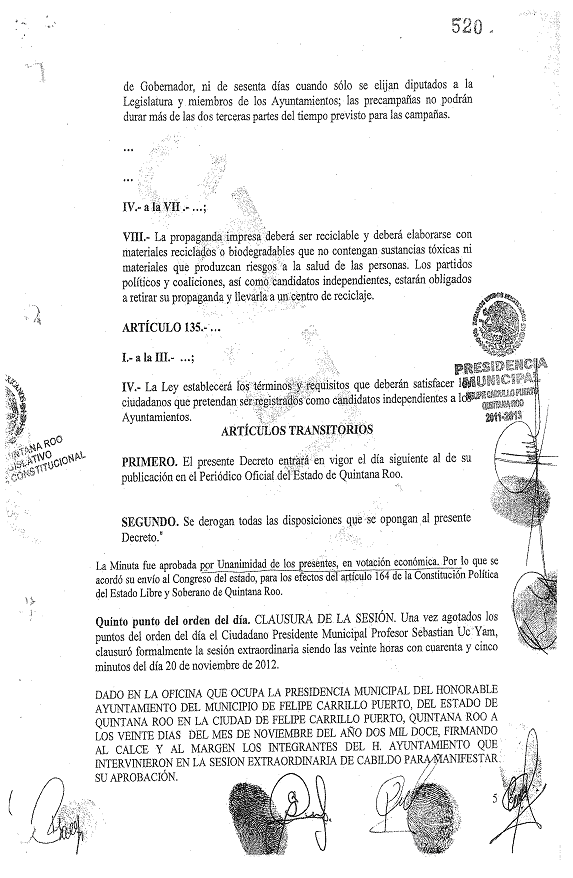 520.
de Gobernador, ni de sesenta días cuando sólo se elijan diputados a la
Legislatura y miembros de los Ayuntamientos; las precampañas no podrán
durar más de las dos terceras partes del tiempo previsto para las campañas.
...
...
IV.- a la VII .- ...;
VIII.- La propaganda impresa deberá ser reciclable y deberá elaborarse con
materiales reciclados o biodegradables que no contengan sustancias tóxicas ni
materiales que produzcan riesgos a la salud de las personas. Los partidos
políticos y coaliciones, así como candidatos independientes, estarán obligados
a retirar su propaganda y llevarla a un centro de reciclaje.
ARTÍCULO 135.- ...
I.- a la III.- ...;
PRESIDENCIA
MUNICIPAL
FELIPE CARRILLO PUERTO
QUINTANA ROO
2011-2013
IV.- La Ley establecerá los términos y requisitos que deberán satisfacer
ciudadanos que pretendan ser registrados como candidatos independientes a los
Ayuntamientos.
ARTÍCULOS TRANSITORIOS
QUINTANA ROO
CONSTITUCIONAL
PRIMERO. El presente Decreto entrará en vigor el día siguiente al de su
publicación en el Periódico Oficial del Estado de Quintana Roo.
SEGUNDO. Se derogan todas las disposiciones que se opongan al presente
Decreto."
La Minuta fue aprobada por Unanimidad de los presentes, en votación económica. Por lo que se
acordó su envío al Congreso del estado, para los efectos del artículo 164 de la Constitución Política
del Estado Libre y Soberano de Quintana Roo.
Quinto punto del orden del día. CLAUSURA DE LA SESIÓN. Una vez agotados los
puntos del orden del día el Ciudadano Presidente Municipal Profesor Sebastian Uc Yam,
clausuró formalmente la sesión extraordinaria siendo las veinte horas con cuarenta y cinco
minutos del día 20 de noviembre de 2012.
DADO EN LA OFICINA QUE OCUPA LA PRESIDENCIA MUNICIPAL DEL HONORABLE
AYUNTAMIENTO DEL MUNICIPIO DE FELIPE CARRILLO PUERTO, DEL ESTADO DE
QUINTANA ROO EN LA CIUDAD DE FELIPE CARRILLO PUERTO, QUINTANA ROO A
LOS VEINTE DIAS DEL MES DE NOVIEMBRE DEL AÑO DOS MIL DOCE, FIRMANDO
AL CALCE Y AL MARGEN LOS INTEGRANTES DEL H. AYUNTAMIENTO QUE
INTERVINIERON EN LA SESION EXTRAORDINARIA DE CABILDO PARA MANIFESTAR
SU APROBACIÓN.
5